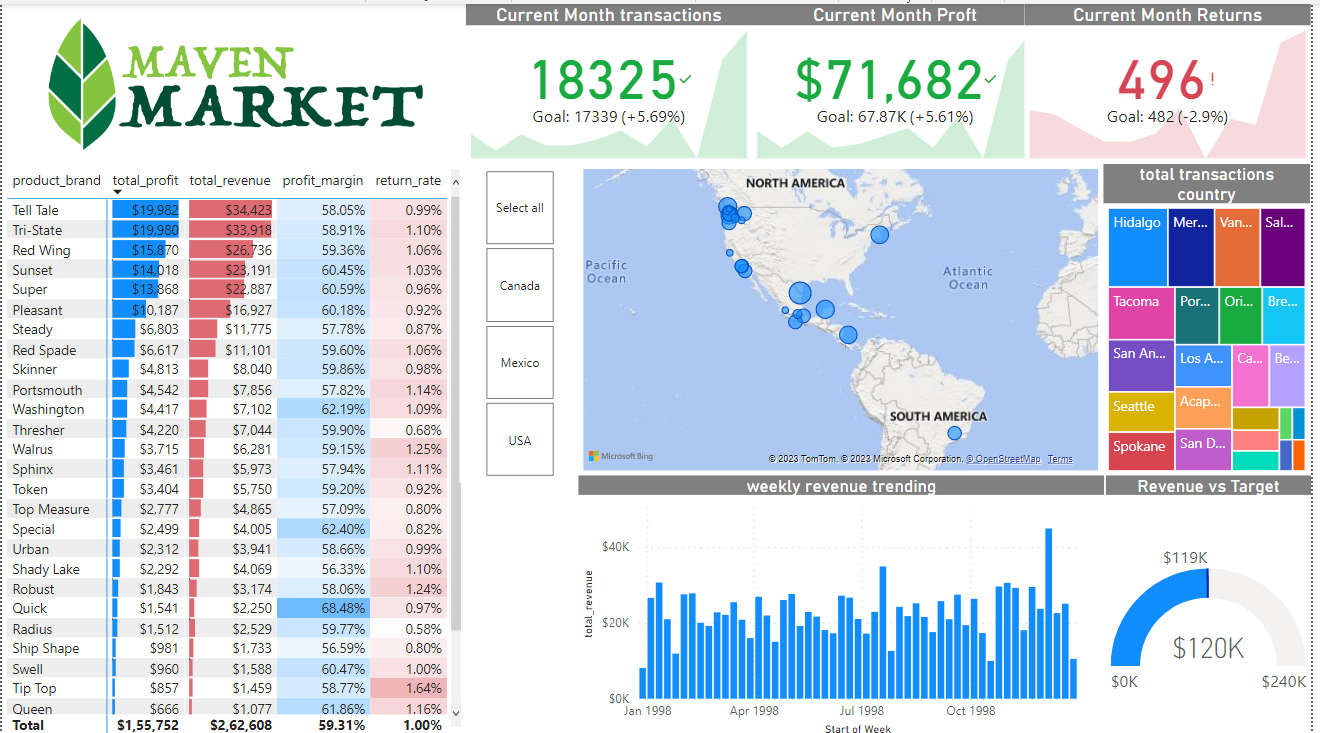 MAVEN
MARKET
Current Month transactions
18325
Goal: 17339 (+5.69%)
Current Month Proft
$71,682
Goal: 67.87K (+5.61%)
Current Month Returns
496!
Goal: 482 (-2.9%)
product_brand total_profit total_revenue profit_margin return_rate
Tell Tale $19,982 $34,423 58.05% 0.99%
Tri-State $19,980 $33,918 58.91% 1.10%
Red Wing $15,870 $26,736 59.36% 1.06%
Sunset $14,018 $23,191 60.45% 1.03%
Super $13,868 $22,887 60.59% 0.96%
Pleasant $10,187 $16,927 60.18% 0.92%
Steady $6,803 $11,775 57.78% 0.87%
Red Spade $6,617 $11,101 59.60% 1.06%
Skinner $4,813 $8,040 59.86% 0.98%
Portsmouth $4,542 $7,856 57.82% 1.14%
Washington $4,417 $7,102 62.19% 1.09%
Thresher $4,220 $7,044 59.90% 0.68%
Walrus $3,715 $6,281 59.15% 1.25%
Sphinx $3,461 $5,973 57.94% 1.11%
Token $3,404 $5,750 59.20% 0.92%
Top Measure $2,777 $4,865 57.09% 0.80%
Special $2,499 $4,005 62.40% 0.82%
Urban $2,312 $3,941 58.66% 0.99%
Shady Lake $2,292 $4,069 56.33% 1.10%
Robust $1,843 $3,174 58.06% 1.24%
Quick $1,541 $2,250 68.48% 0.97%
Radius $1,512 $2,529 59.77% 0.58%
Ship Shape $981 $1,733 56.59% 0.80%
Swell $960 $1,588 60.47% 1.00%
Tip Top $857 $1,459 58.77% 1.64%
Queen $666 $1,077 61.86% 1.16%
Total $1,55,752 $2,62,608 59.31% 1.00%
Select all
Canada
Mexico
USA
NORTH AMERICA
Pacific
Ocean
Atlantic
Ocean
SOUTH AMERICA
Microsoft Bing
© 2023 TomTom, © 2023 Microsoft Corporation, © OpenStreetMap Terms
total transactions
country
Hidalgo Mer... Van... Sal...
Tacoma Por... Ori... Bre...
San An... Los A... Ca... Be...
Seattle Acap...
Spokane San D...
weekly revenue trending
total_revenue
$40K
$20K
$0K
Jan 1998 Apr 1998 Jul 1998 Oct 1998
Start of Week
Revenue vs Target
$119K
$120K
$0K $240K